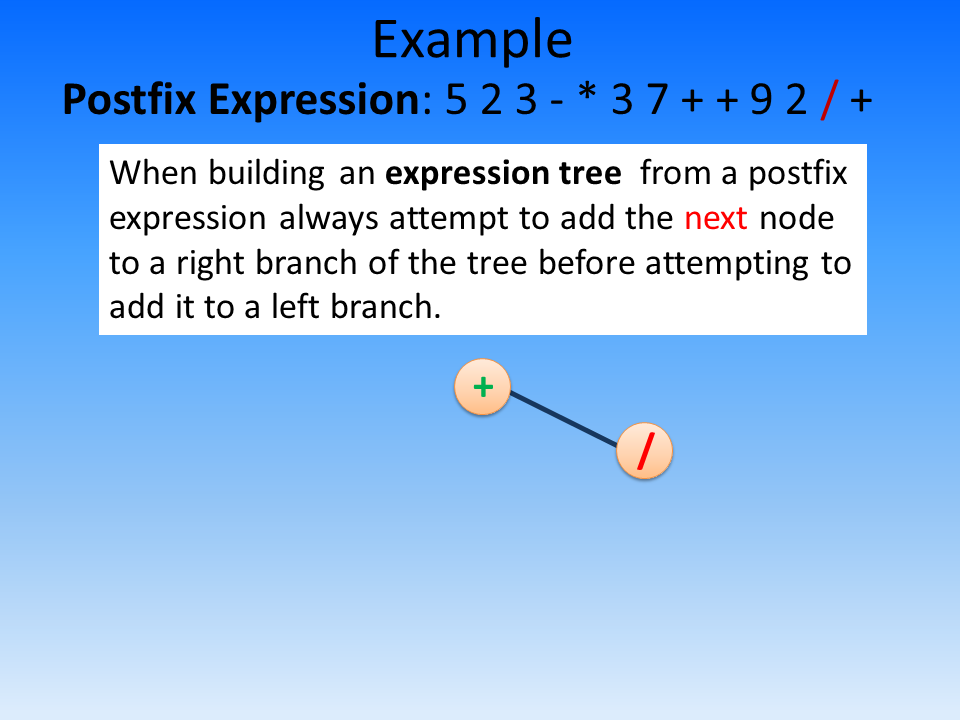 Example
Postfix Expression: 5 2 3 - * 3 7 + + 9 2 / +
When building an expression tree from a postfix
expression always attempt to add the next node
to a right branch of the tree before attempting to
add it to a left branch.
+
/